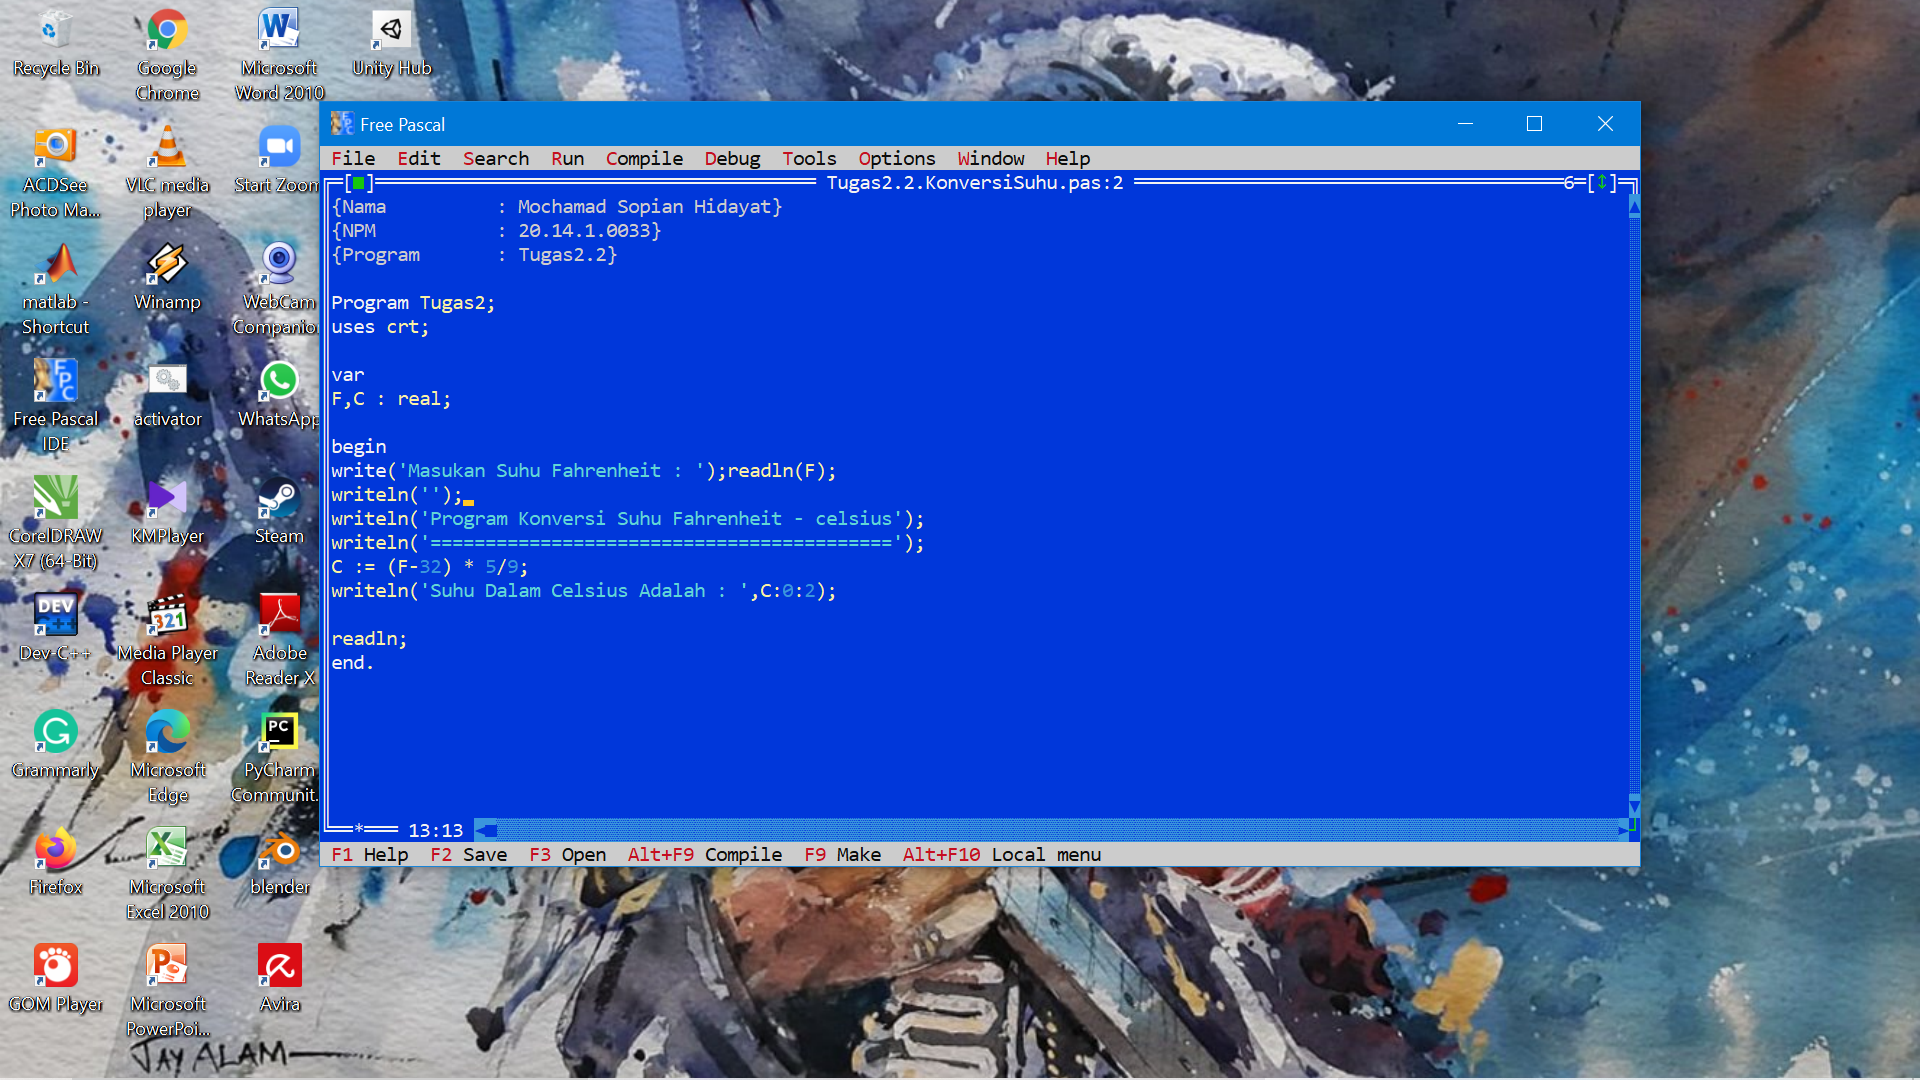 Recycle Bin
Google
Chrome
Microsoft
Word 2010
Unity Hub
ACDSee
Photo Ma...
VLC media
player
Start Zoom
matlab -
Shortcut
Winamp
WebCam
Companion
Free Pascal
IDE
activator
WhatsApp
CorelDRAW
X7 (64-Bit)
KMPlayer
Steam
DEV
C++
Dev-C++
321
Media Player
Classic
Adobe
Reader X
Grammarly
Microsoft
Edge
PC
PyCharm
Communit...
Firefox
Microsoft
Excel 2010
blender
GOM Player
Microsoft
PowerPoi...
Avira
JAY ALAM
Free Pascal
File Edit Search Run Compile Debug Tools Options Window Help
[■] Tugas2.2.KonversiSuhu.pas:2 6=[↕]
{Nama          : Mochamad Sopian Hidayat}
{NPM           : 20.14.1.0033}
{Program       : Tugas2.2}
Program Tugas2;
uses crt;
var
F,C : real;
begin
write('Masukan Suhu Fahrenheit : ');readln(F);
writeln('');
writeln('Program Konversi Suhu Fahrenheit - celsius');
writeln('==========================================');
C := (F-32) * 5/9;
writeln('Suhu Dalam Celsius Adalah : ',C:0:2);
readln;
end.
* 13:13
F1 Help F2 Save F3 Open Alt+F9 Compile F9 Make Alt+F10 Local menu